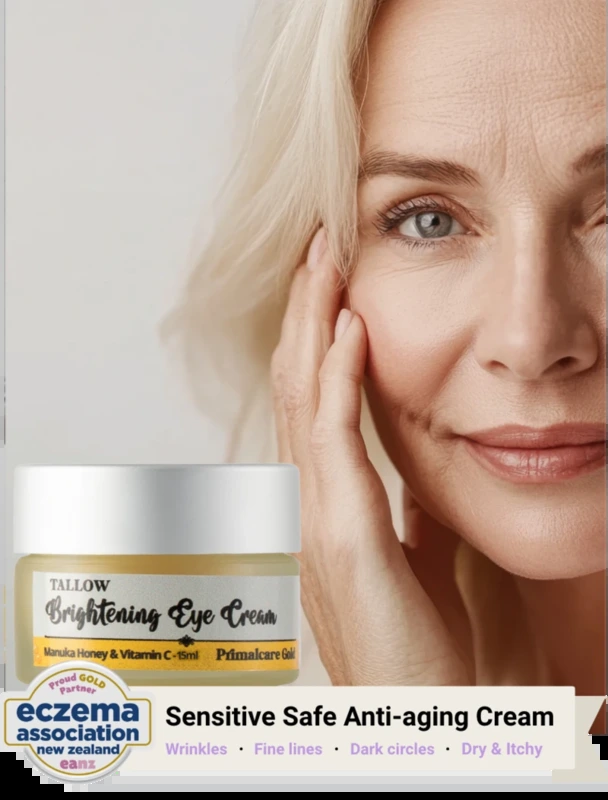 TALLOW
Brightening Eye Cream
Manuka Honey & Vitamin C -15ml Primalcare Gold
Proud GOLD
Partner
eczema
association
new zealand
eanz
Sensitive Safe Anti-aging Cream
Wrinkles · Fine lines · Dark circles · Dry & Itchy